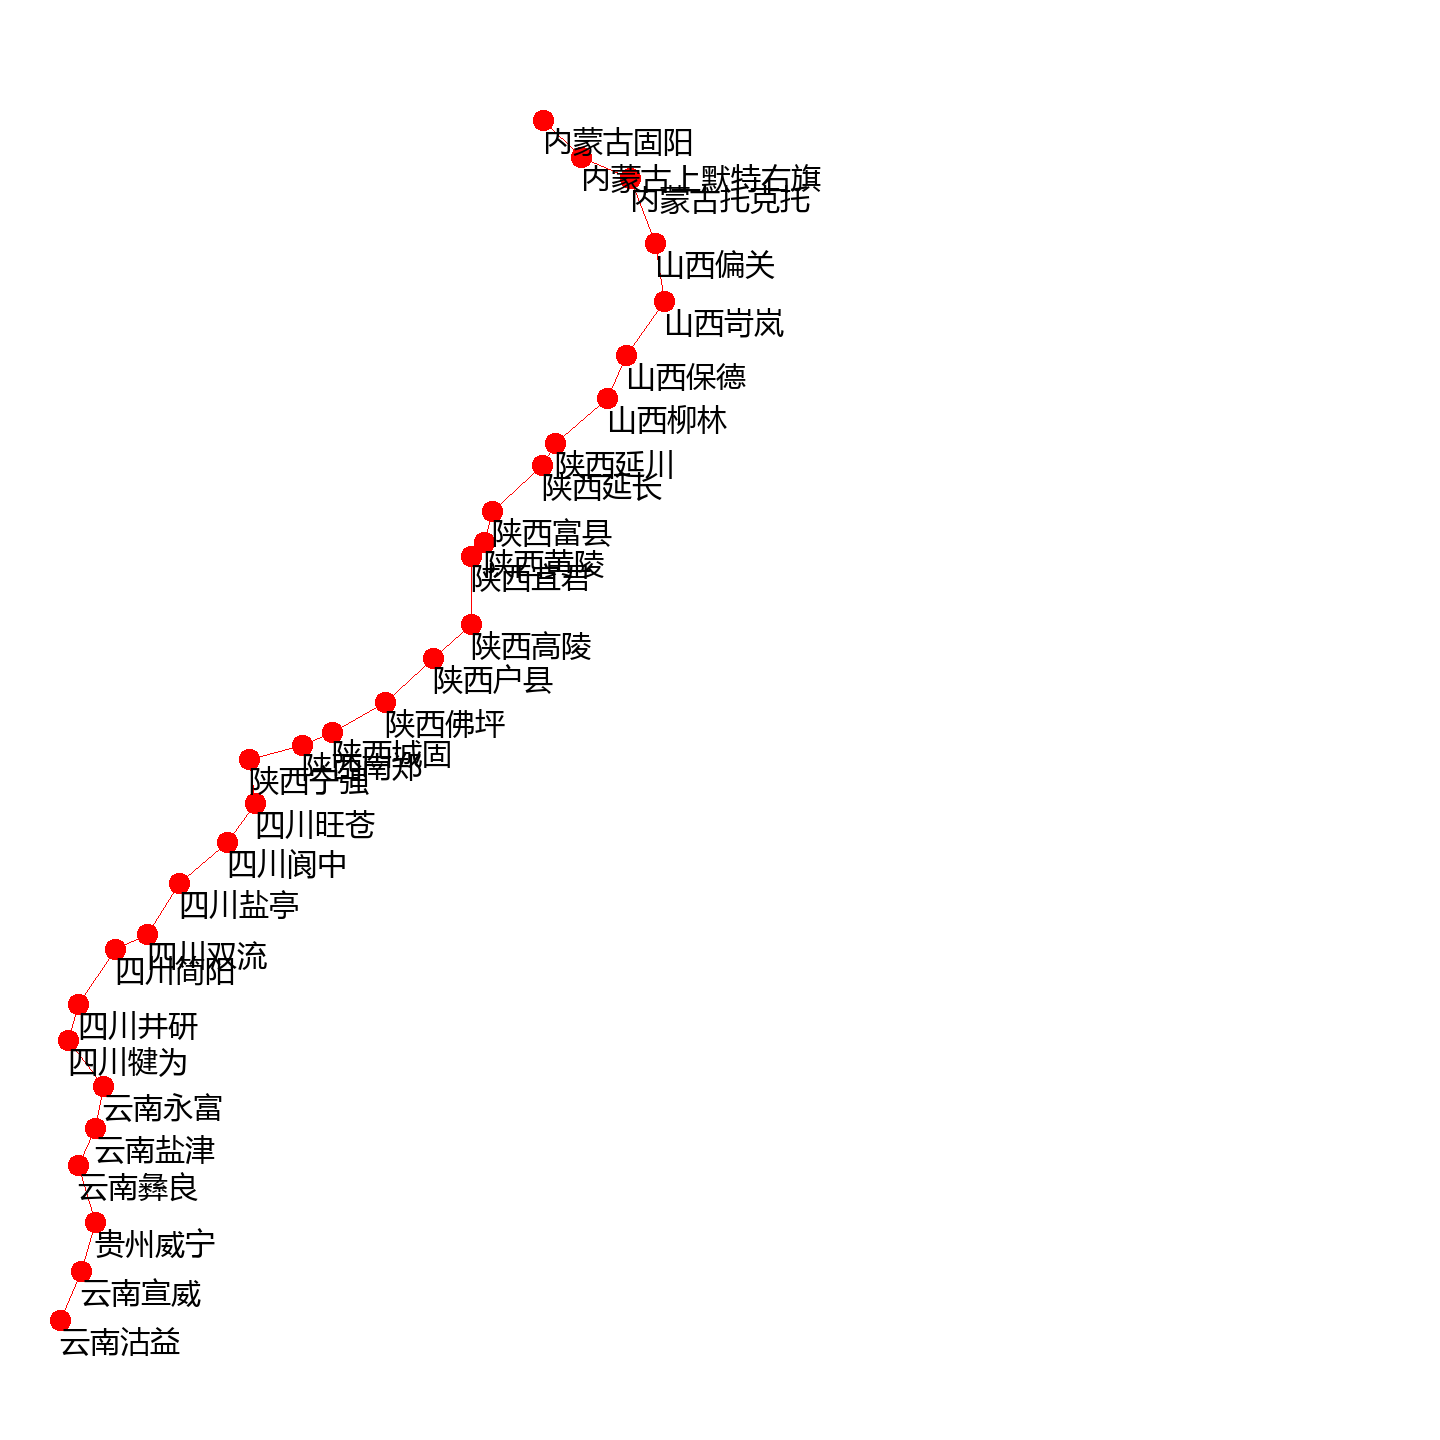 内蒙古固阳
内蒙古上默特右旗
内蒙古托克托
山西偏关
山西岢岚
山西保德
山西柳林
陕西延川
陕西延长
陕西富县
陕西黄陵
陕西宜君
陕西高陵
陕西户县
陕西佛坪
陕西城固
陕西南郑
陕西宁强
四川旺苍
四川阆中
四川盐亭
四川双流
四川简阳
四川井研
四川犍为
云南永富
云南盐津
云南彝良
贵州威宁
云南宣威
云南沽益